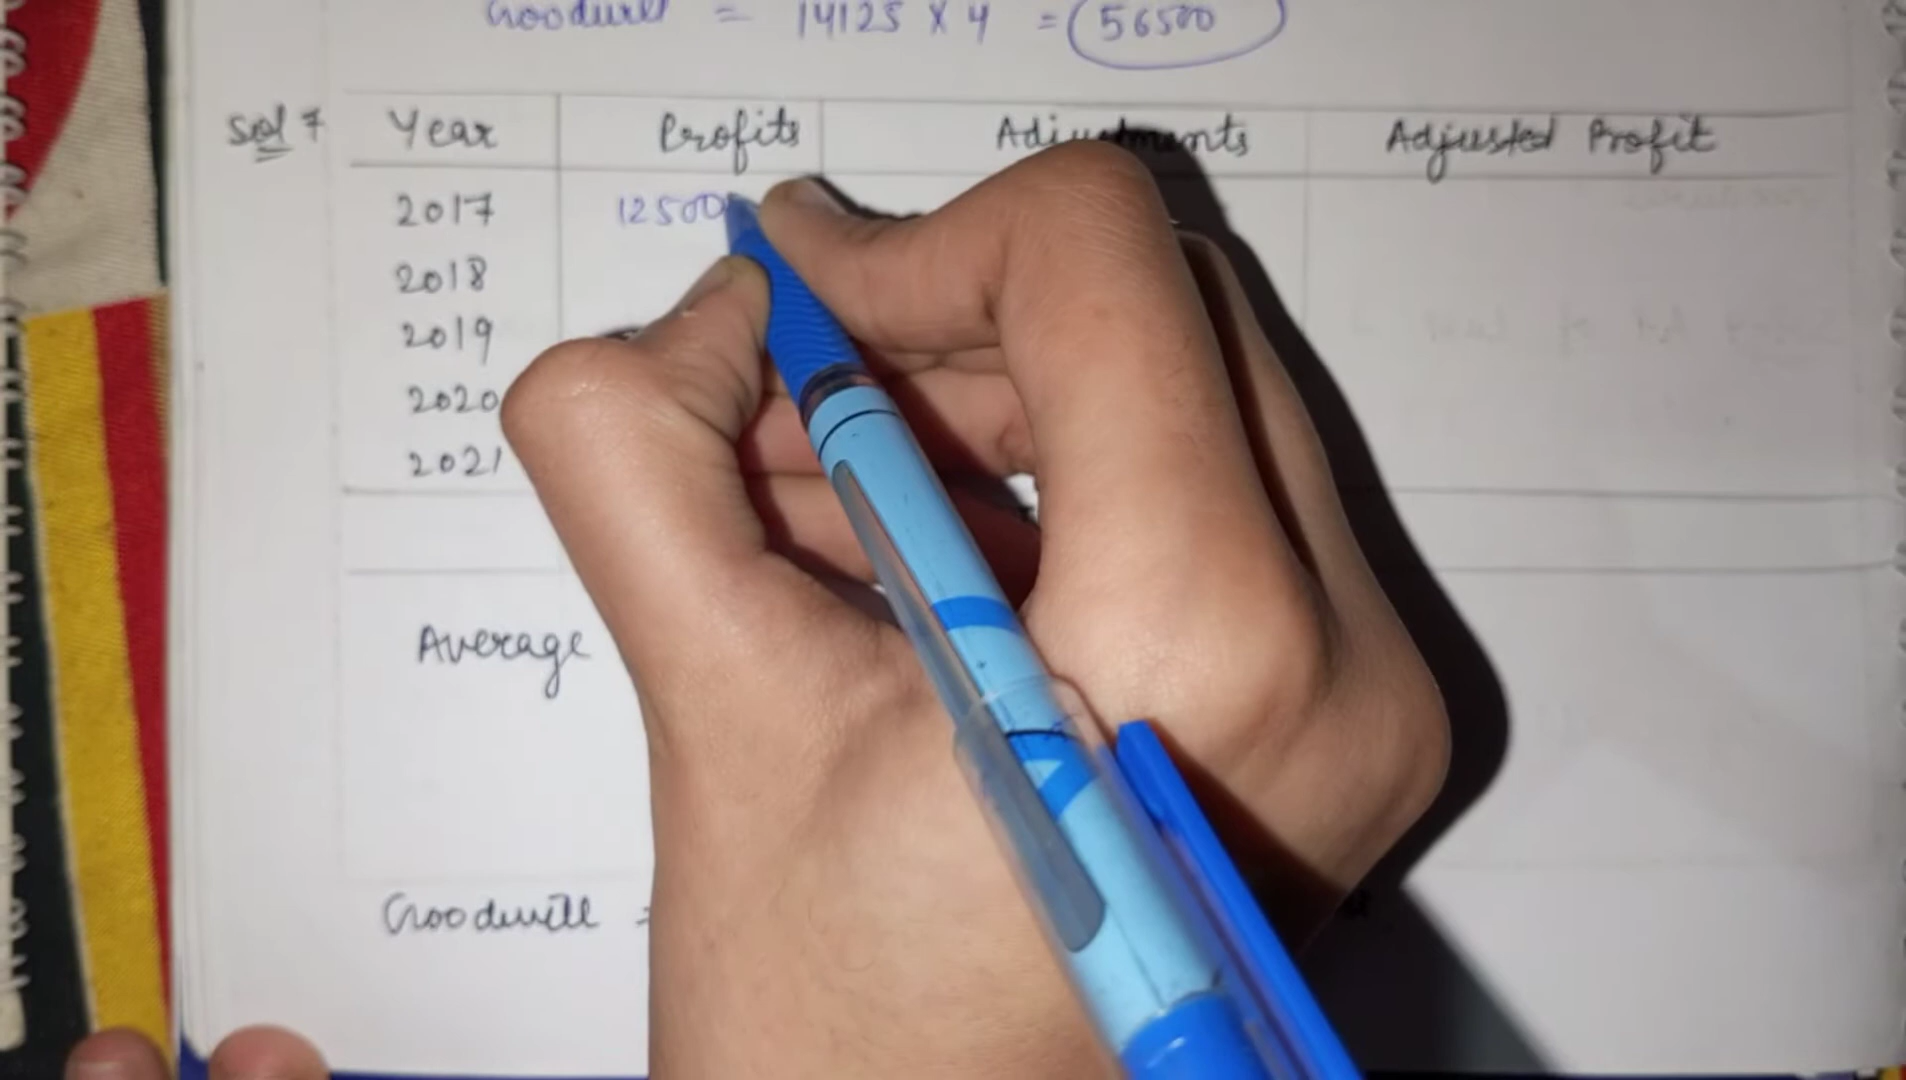 Goodwill = 14125 x 4 = 56500
Sol 7 Year Profits Adjustments Adjusted Profit
2017 12500
2018
2019
2020
2021
Average
Goodwill =